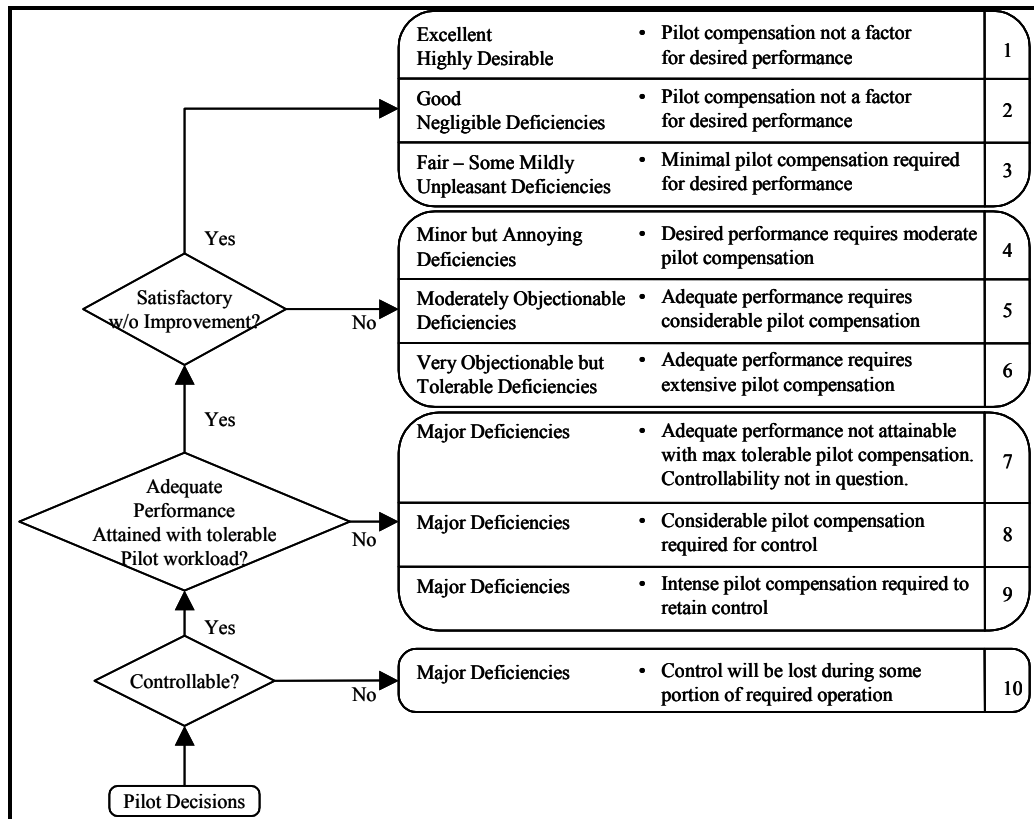 Excellent
Highly Desirable
• Pilot compensation not a factor
for desired performance
1
Good
Negligible Deficiencies
• Pilot compensation not a factor
for desired performance
2
Fair – Some Mildly
Unpleasant Deficiencies
• Minimal pilot compensation required
for desired performance
3
Yes
Minor but Annoying
Deficiencies
• Desired performance requires moderate
pilot compensation
4
Satisfactory
w/o Improvement?
No
Moderately Objectionable
Deficiencies
• Adequate performance requires
considerable pilot compensation
5
Very Objectionable but
Tolerable Deficiencies
• Adequate performance requires
extensive pilot compensation
6
Yes
Major Deficiencies
• Adequate performance not attainable
with max tolerable pilot compensation.
Controllability not in question.
7
Adequate
Performance
Attained with tolerable
Pilot workload?
No
Major Deficiencies
• Considerable pilot compensation
required for control
8
Major Deficiencies
• Intense pilot compensation required to
retain control
9
Yes
Controllable?
No
Major Deficiencies
• Control will be lost during some
portion of required operation
10
Pilot Decisions